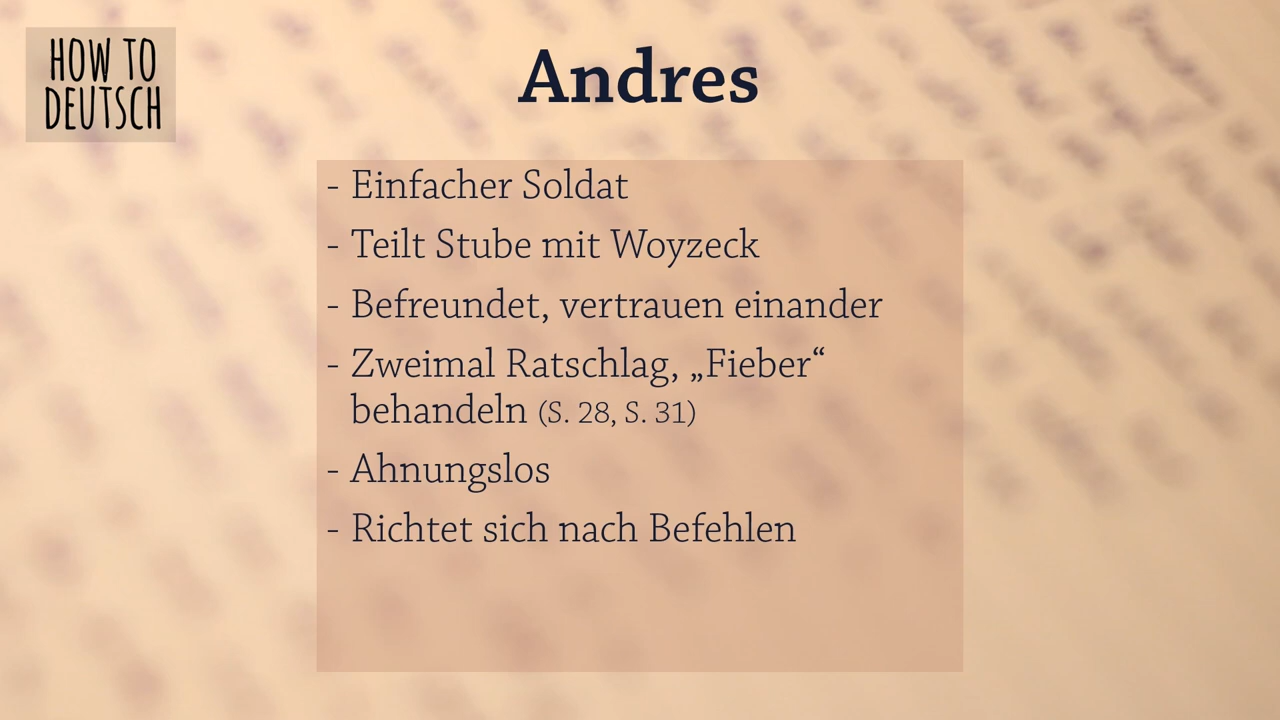 HOW TO
DEUTSCH
Andres
- Einfacher Soldat
- Teilt Stube mit Woyzeck
- Befreundet, vertrauen einander
- Zweimal Ratschlag, „Fieber“
behandeln (S. 28, S. 31)
- Ahnungslos
- Richtet sich nach Befehlen